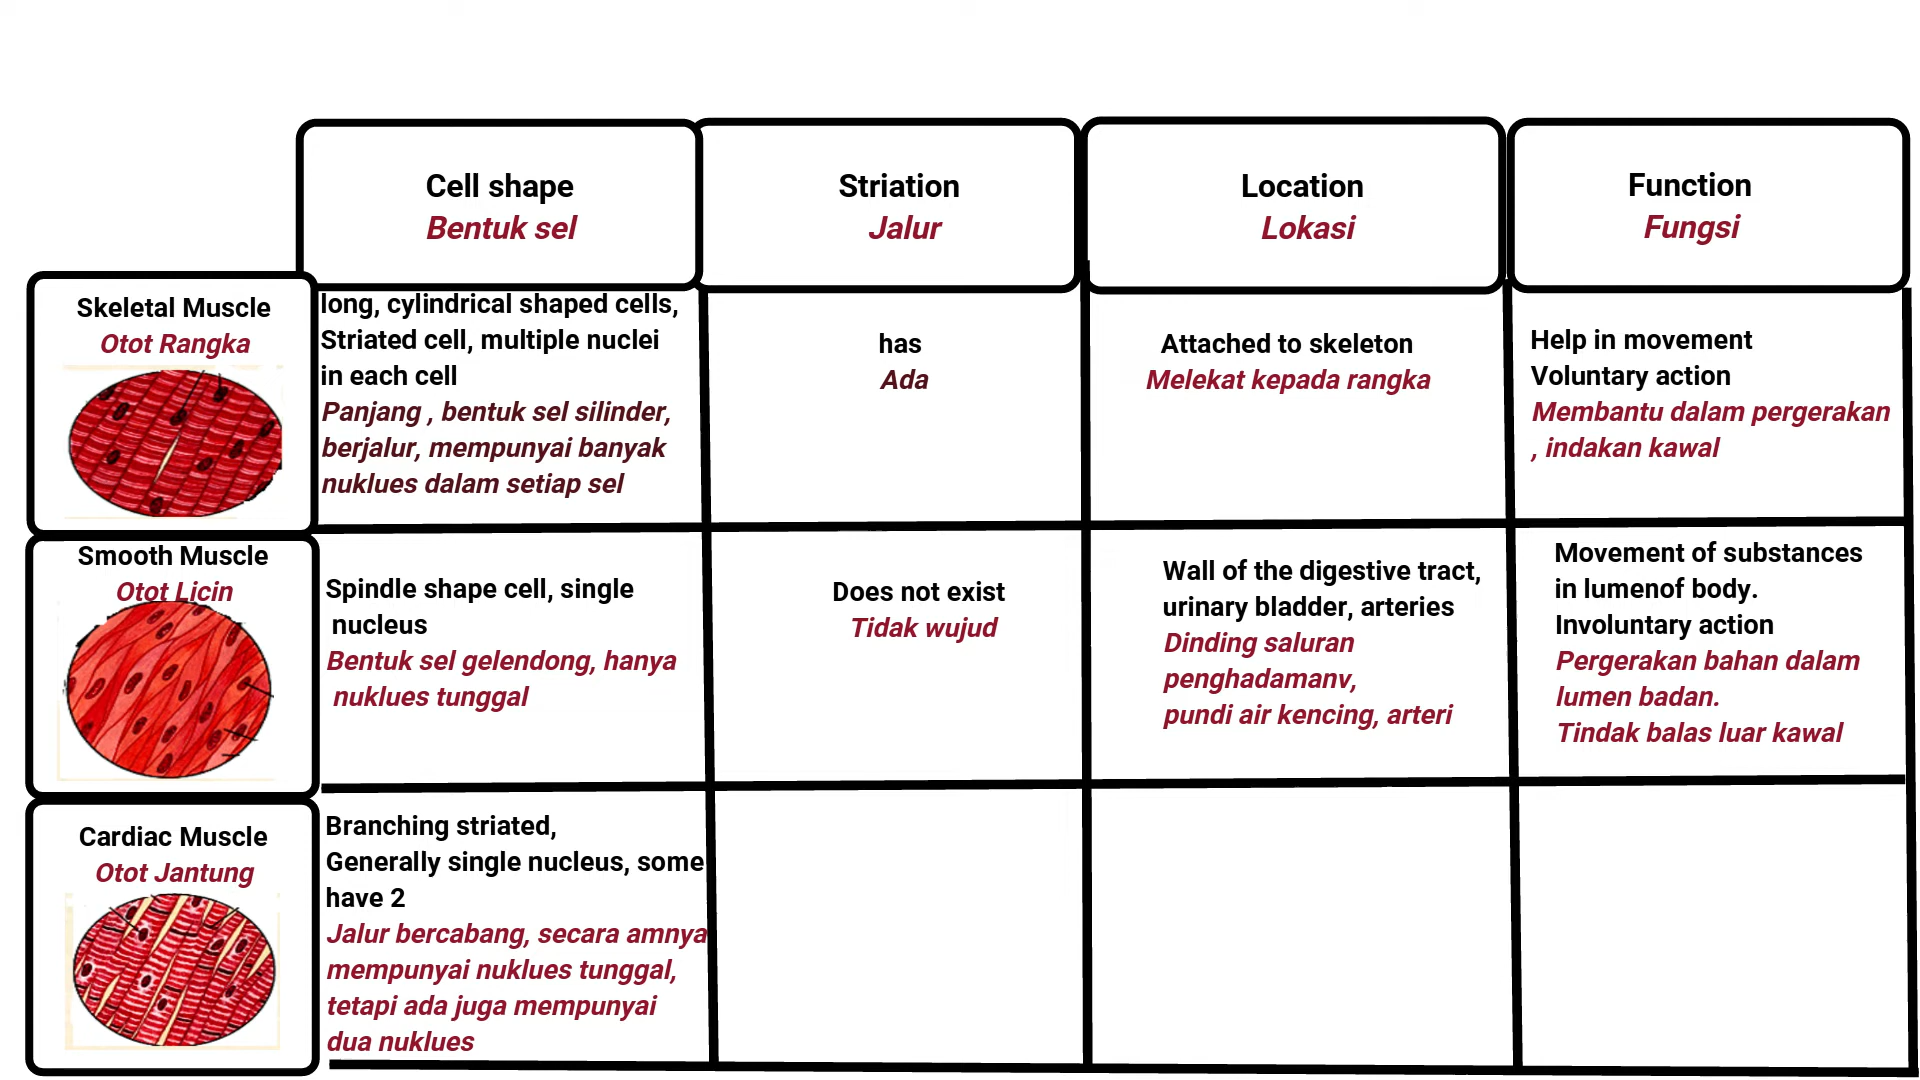 Cell shape
Bentuk sel
Striation
Jalur
Location
Lokasi
Function
Fungsi
Skeletal Muscle
Otot Rangka
long, cylindrical shaped cells,
Striated cell, multiple nuclei
in each cell
Panjang , bentuk sel silinder,
berjalur, mempunyai banyak
nuklues dalam setiap sel
has
Ada
Attached to skeleton
Melekat kepada rangka
Help in movement
Voluntary action
Membantu dalam pergerakan
, indakan kawal
Smooth Muscle
Otot Licin
Spindle shape cell, single
nucleus
Bentuk sel gelendong, hanya
nuklues tunggal
Does not exist
Tidak wujud
Wall of the digestive tract,
urinary bladder, arteries
Dinding saluran
penghadamanv,
pundi air kencing, arteri
Movement of substances
in lumenof body.
Involuntary action
Pergerakan bahan dalam
lumen badan.
Tindak balas luar kawal
Cardiac Muscle
Otot Jantung
Branching striated,
Generally single nucleus, some
have 2
Jalur bercabang, secara amnya
mempunyai nuklues tunggal,
tetapi ada juga mempunyai
dua nuklues